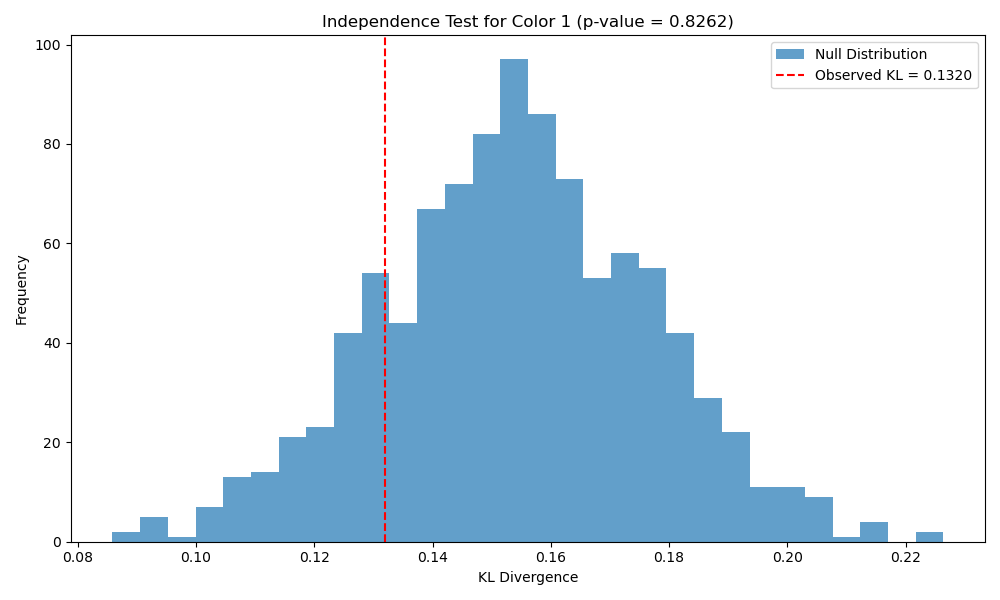 Independence Test for Color 1 (p-value = 0.8262)
Null Distribution
Observed KL = 0.1320
Frequency
100
80
60
40
20
0
0.08 0.10 0.12 0.14 0.16 0.18 0.20 0.22
KL Divergence